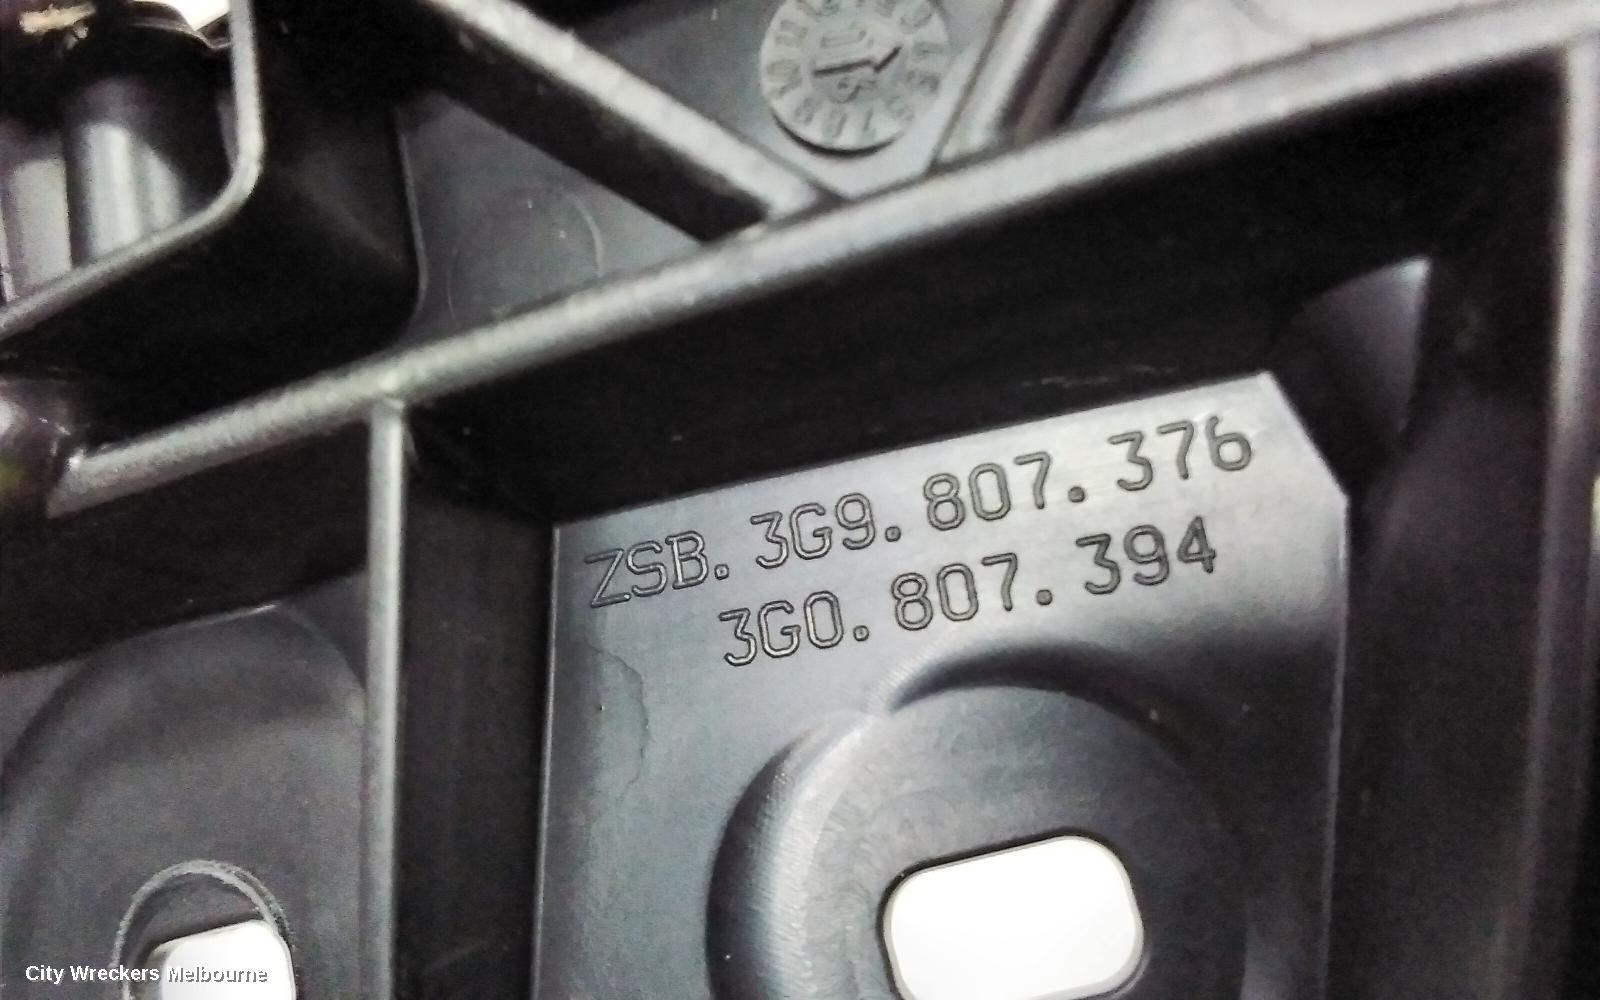 ZSB. 3G9. 807. 376
3G0. 807. 394
City Wreckers Melbourne